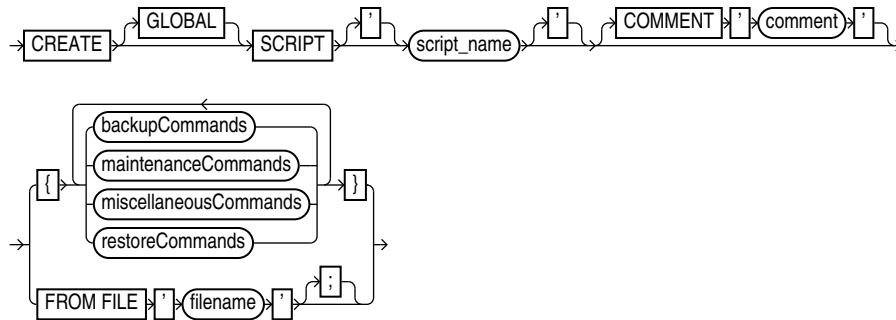 CREATE GLOBAL SCRIPT ' script_name ' COMMENT ' comment '
backupCommands
maintenanceCommands
{ }
miscellaneousCommands
restoreCommands
FROM FILE ' filename ' ;